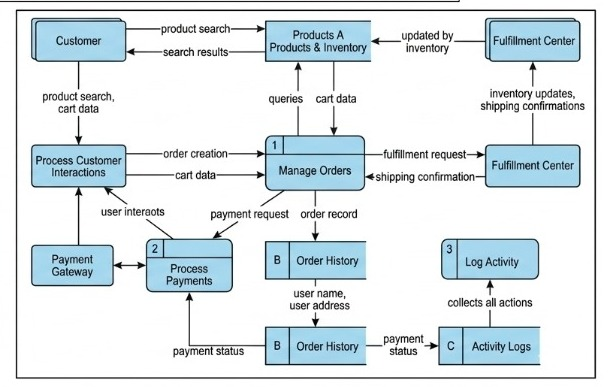 Customer
product search
search results
Products A
Products & Inventory
updated by
inventory
Fulfillment Center
product search,
cart data
queries
cart data
inventory updates,
shipping confirmations
Process Customer
Interactions
order creation
cart data
1
Manage Orders
fulfillment request
shipping confirmation
Fulfillment Center
user interaots
payment request
order record
Payment
Gateway
2
Process
Payments
B
Order History
3
Log Activity
user name,
user address
collects all actions
payment status
B
Order History
payment
status
C
Activity Logs